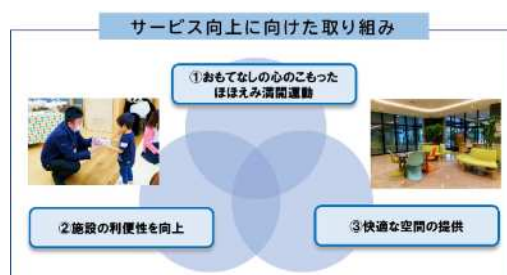 サービス向上に向けた取り組み
①おもてなしの心のこもった
ほほえみ満開運動
②施設の利便性を向上
③快適な空間の提供